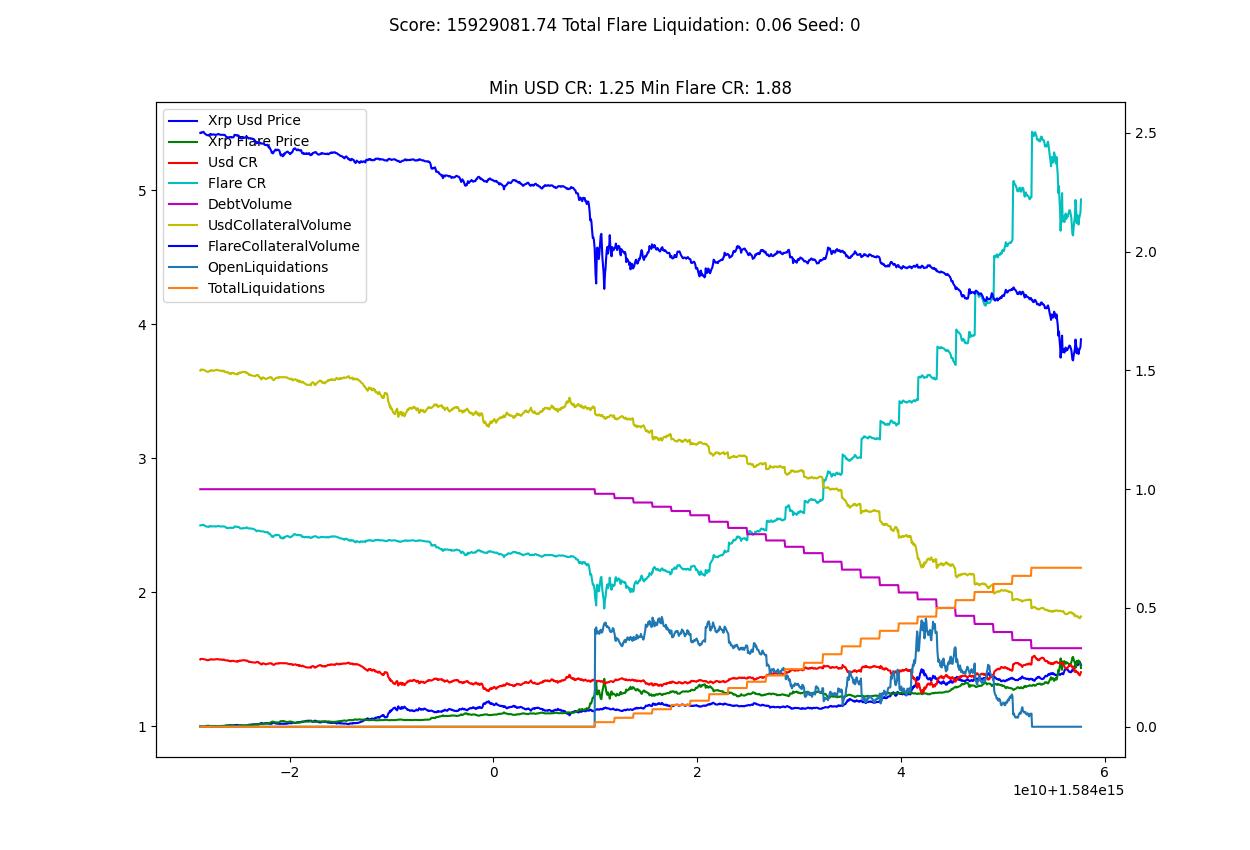 Score: 15929081.74 Total Flare Liquidation: 0.06 Seed: 0
Min USD CR: 1.25 Min Flare CR: 1.88
Xrp Usd Price
Xrp Flare Price
Usd CR
Flare CR
DebtVolume
UsdCollateralVolume
FlareCollateralVolume
OpenLiquidations
TotalLiquidations
5
4
3
2
1
2.5
2.0
1.5
1.0
0.5
0.0
−2
0
2
4
6
1e10+1.584e15